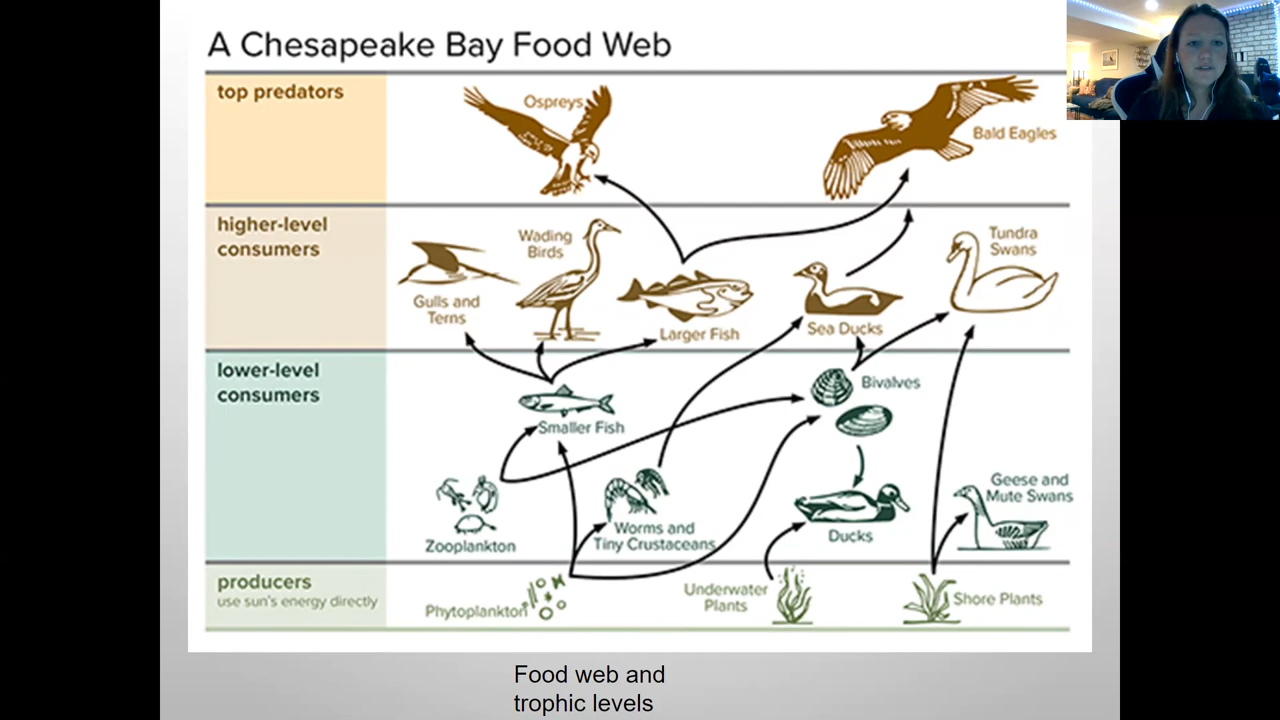 A Chesapeake Bay Food Web
top predators
Ospreys
Bald Eagles
higher-level
consumers
Gulls and
Terns
Wading
Birds
Larger Fish
Sea Ducks
Tundra
Swans
lower-level
consumers
Smaller Fish
Bivalves
Zooplankton
Worms and
Tiny Crustaceans
Ducks
Geese and
Mute Swans
producers
use sun's energy directly
Phytoplankton
Underwater
Plants
Shore Plants
Food web and
trophic levels